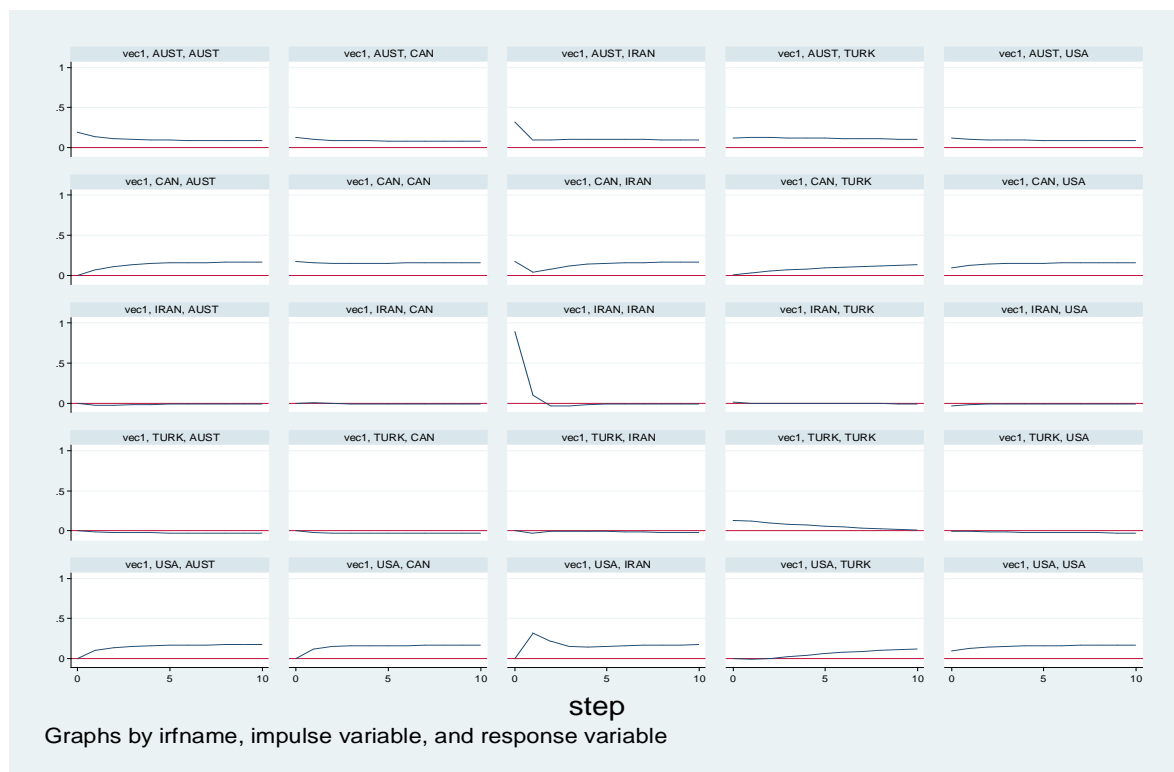 vec1, AUST, AUST vec1, AUST, CAN vec1, AUST, IRAN vec1, AUST, TURK vec1, AUST, USA
1
.5
0
vec1, CAN, AUST vec1, CAN, CAN vec1, CAN, IRAN vec1, CAN, TURK vec1, CAN, USA
1
.5
0
vec1, IRAN, AUST vec1, IRAN, CAN vec1, IRAN, IRAN vec1, IRAN, TURK vec1, IRAN, USA
1
.5
0
vec1, TURK, AUST vec1, TURK, CAN vec1, TURK, IRAN vec1, TURK, TURK vec1, TURK, USA
1
.5
0
vec1, USA, AUST vec1, USA, CAN vec1, USA, IRAN vec1, USA, TURK vec1, USA, USA
1
.5
0
0 5 10 0 5 10 0 5 10 0 5 10 0 5 10
step
Graphs by irfname, impulse variable, and response variable